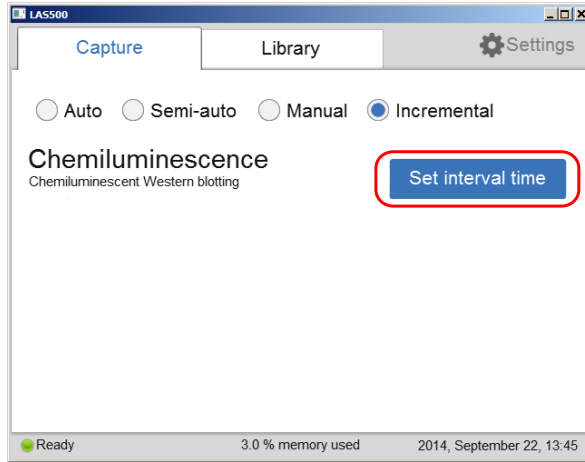 LAS500
Capture Library Settings
Auto Semi-auto Manual Incremental
Chemiluminescence
Chemiluminescent Western blotting
Set interval time
Ready 3.0 % memory used 2014, September 22, 13:45